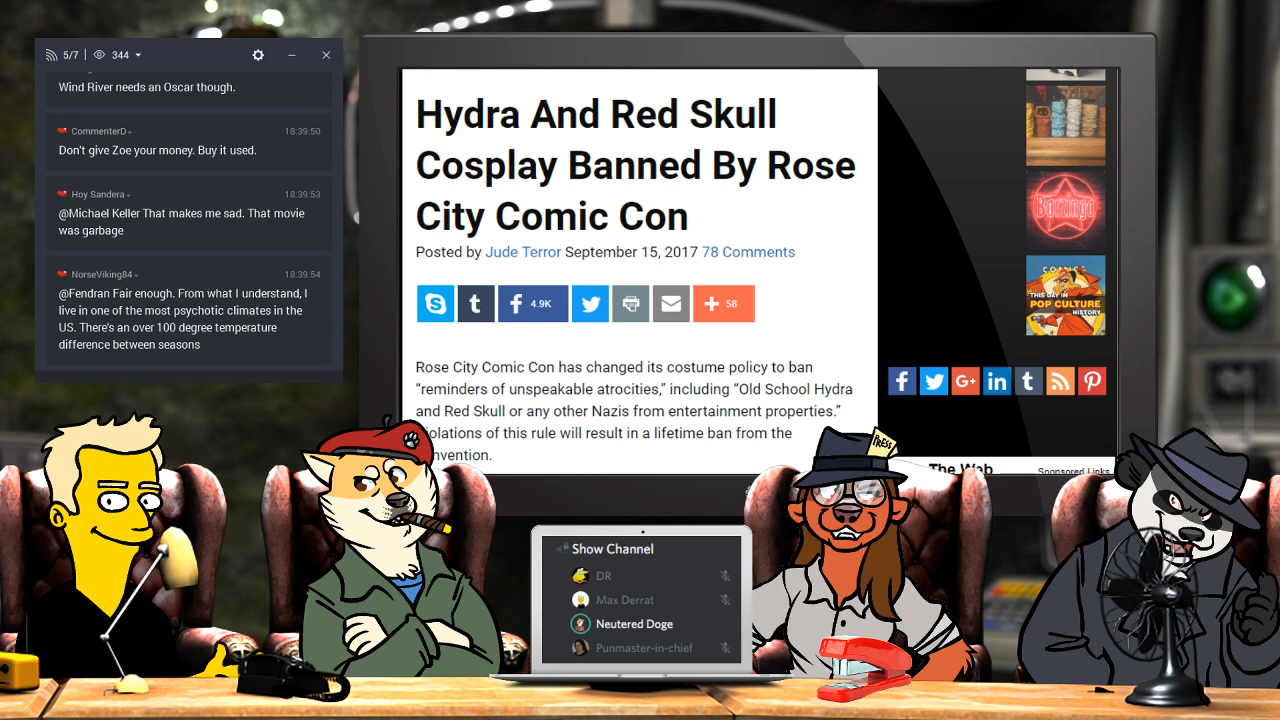 5/7 344
Wind River needs an Oscar though.
CommenterD 18:39:50
Don't give Zoe your money. Buy it used.
Hoy Sandera 18:39:53
@Michael Keller That makes me sad. That movie
was garbage
NorseViking84 18:39:54
@Fendran Fair enough. From what I understand, I
live in one of the most psychotic climates in the
US. There's an over 100 degree temperature
difference between seasons
Hydra And Red Skull
Cosplay Banned By Rose
City Comic Con
Posted by Jude Terror September 15, 2017 78 Comments
4.9K
58
Rose City Comic Con has changed its costume policy to ban
“reminders of unspeakable atrocities,” including “Old School Hydra
and Red Skull or any other Nazis from entertainment properties.”
Violations of this rule will result in a lifetime ban from the
convention.
Bazinga
COMICS
THIS DAY IN
POP CULTURE
HISTORY
The Web
Sponsored Links
PRESS
Show Channel
DR
Max Derrat
Neutered Doge
Punmaster-in-chief